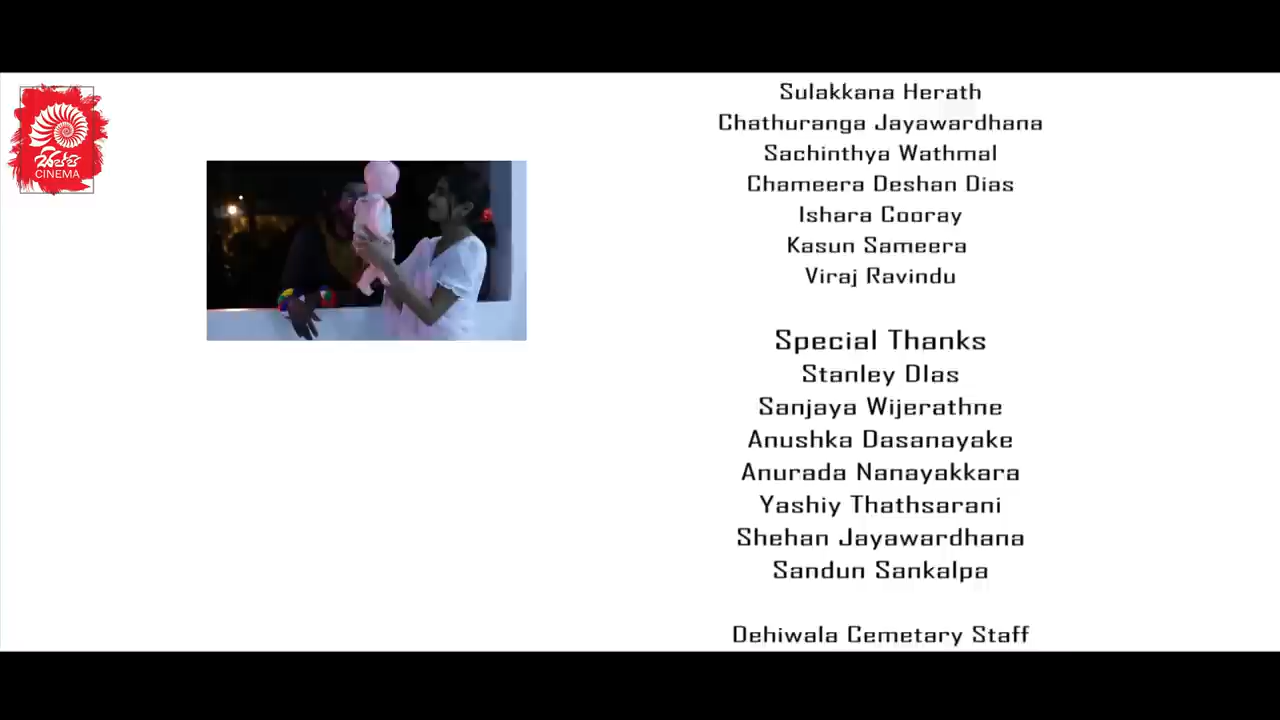 සිප්පි
CINEMA
Sulakkana Herath
Chathuranga Jayawardhana
Sachinthya Wathmal
Chameera Deshan Dias
Ishara Cooray
Kasun Sameera
Viraj Ravindu
Special Thanks
Stanley DIas
Sanjaya Wijerathne
Anushka Dasanayake
Anurada Nanayakkara
Yashiy Thathsarani
Shehan Jayawardhana
Sandun Sankalpa
Dehiwala Cemetary Staff